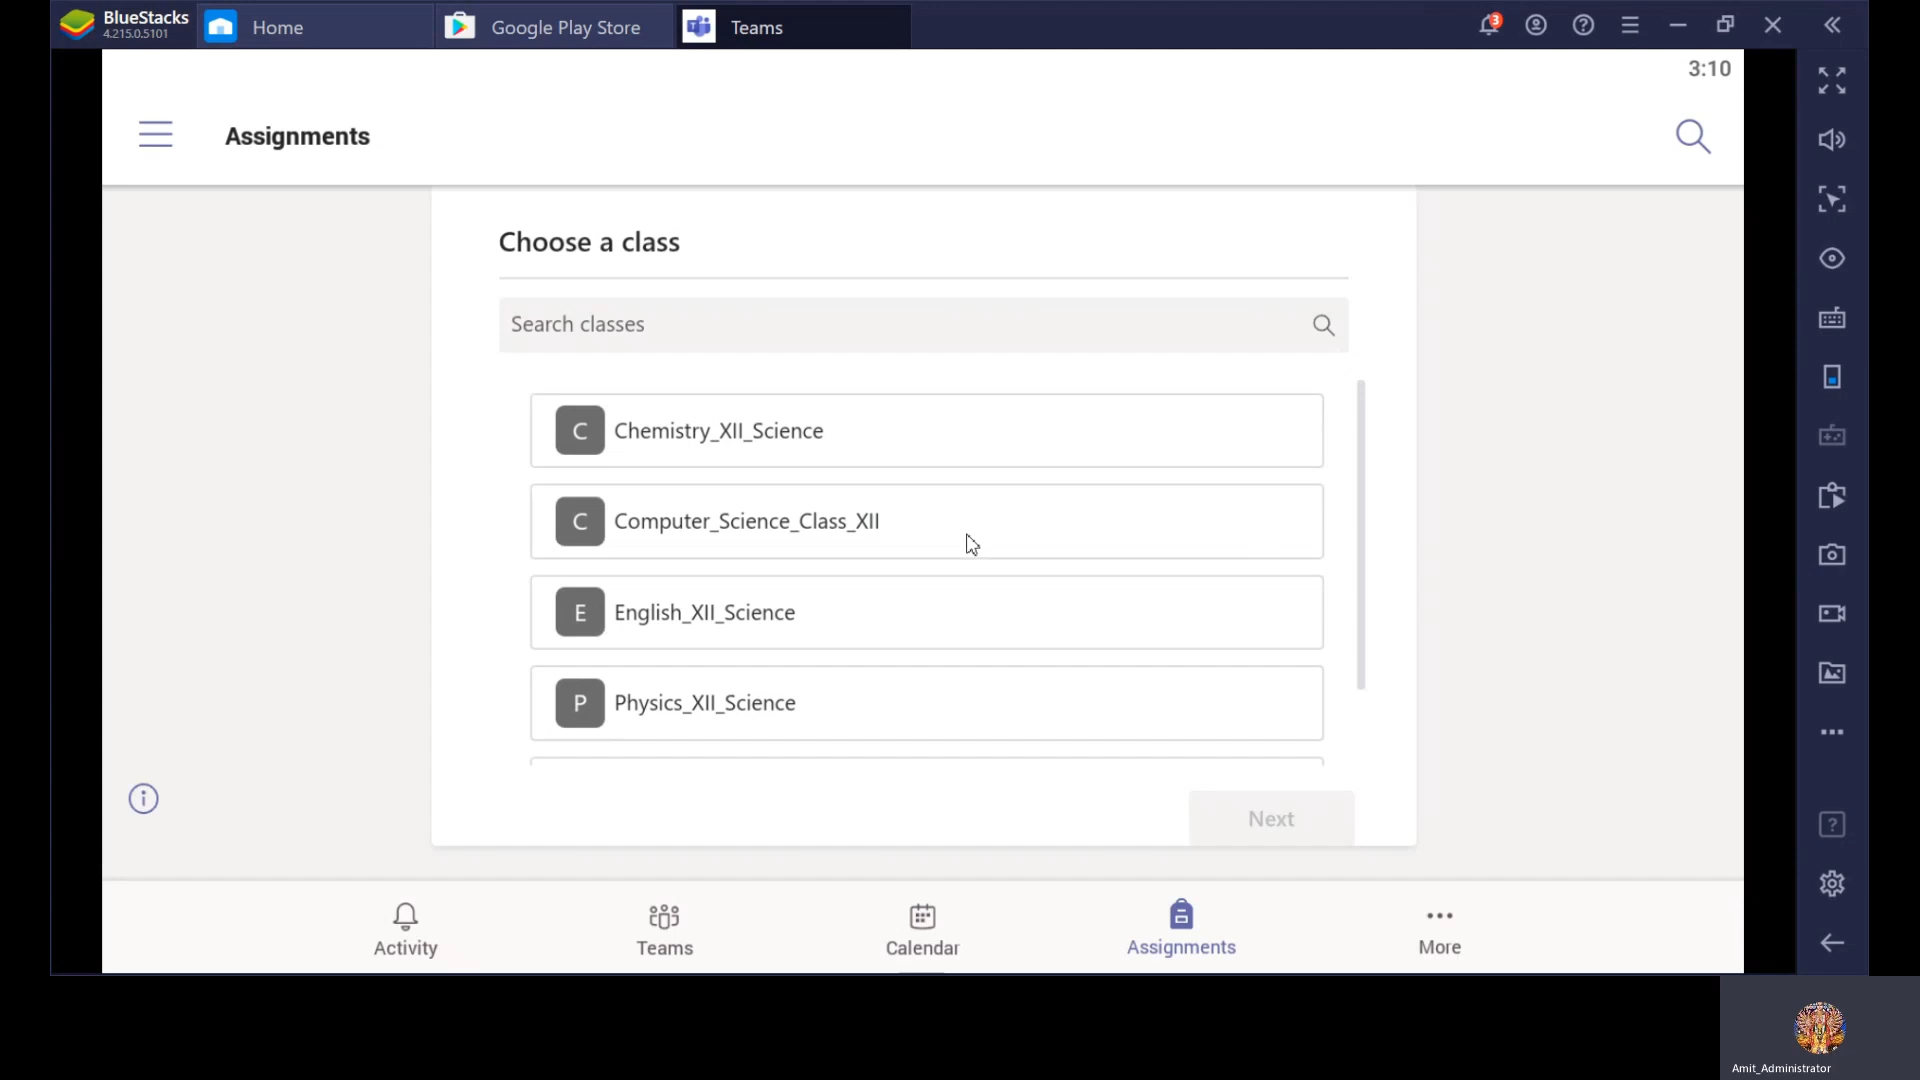 BlueStacks
4.215.0.5101
Home
Google Play Store
Teams
3
3:10
Assignments
Choose a class
Search classes
C Chemistry_XII_Science
C Computer_Science_Class_XII
E English_XII_Science
P Physics_XII_Science
Next
Activity
Teams
Calendar
Assignments
More
Amit_Administrator